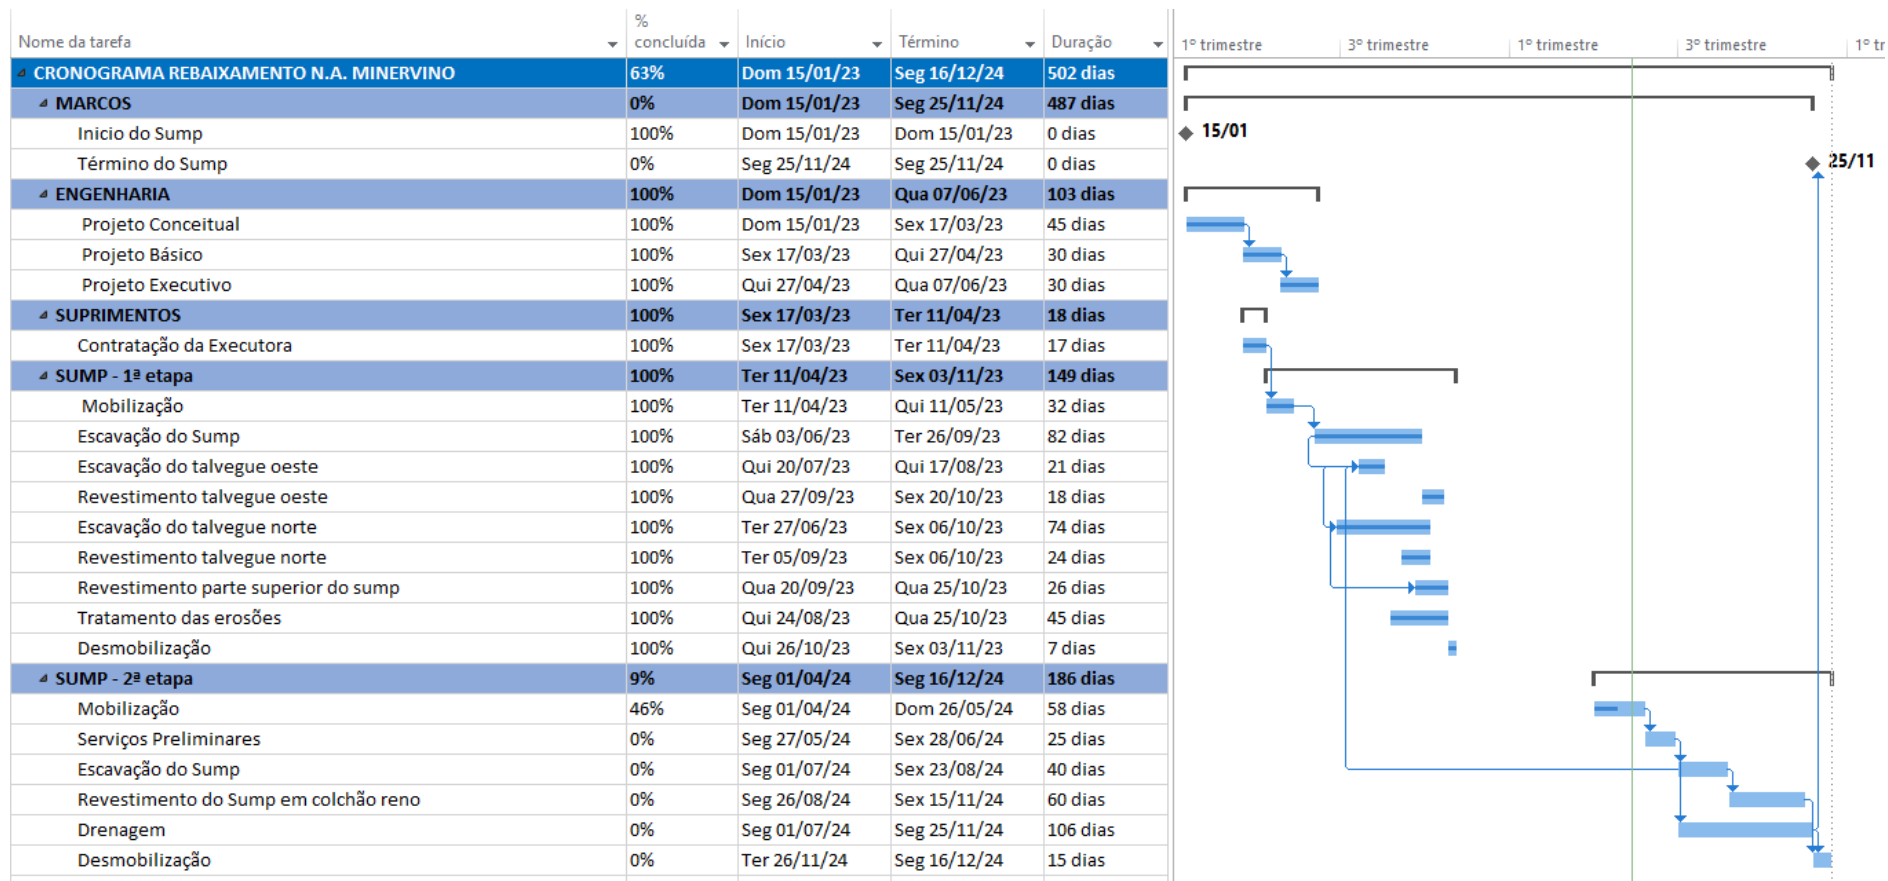 Nome da tarefa % concluída Início Término Duração 1º trimestre 3º trimestre 1º trimestre 3º trimestre 1º tr
CRONOGRAMA REBAIXAMENTO N.A. MINERVINO 63% Dom 15/01/23 Seg 16/12/24 502 dias
MARCOS 0% Dom 15/01/23 Seg 25/11/24 487 dias
Inicio do Sump 100% Dom 15/01/23 Dom 15/01/23 0 dias 15/01
Término do Sump 0% Seg 25/11/24 Seg 25/11/24 0 dias 25/11
ENGENHARIA 100% Dom 15/01/23 Qua 07/06/23 103 dias
Projeto Conceitual 100% Dom 15/01/23 Sex 17/03/23 45 dias
Projeto Básico 100% Sex 17/03/23 Qui 27/04/23 30 dias
Projeto Executivo 100% Qui 27/04/23 Qua 07/06/23 30 dias
SUPRIMENTOS 100% Sex 17/03/23 Ter 11/04/23 18 dias
Contratação da Executora 100% Sex 17/03/23 Ter 11/04/23 17 dias
SUMP - 1ª etapa 100% Ter 11/04/23 Sex 03/11/23 149 dias
Mobilização 100% Ter 11/04/23 Qui 11/05/23 32 dias
Escavação do Sump 100% Sáb 03/06/23 Ter 26/09/23 82 dias
Escavação do talvegue oeste 100% Qui 20/07/23 Qui 17/08/23 21 dias
Revestimento talvegue oeste 100% Qua 27/09/23 Sex 20/10/23 18 dias
Escavação do talvegue norte 100% Ter 27/06/23 Sex 06/10/23 74 dias
Revestimento talvegue norte 100% Ter 05/09/23 Sex 06/10/23 24 dias
Revestimento parte superior do sump 100% Qua 20/09/23 Qua 25/10/23 26 dias
Tratamento das erosões 100% Qui 24/08/23 Qua 25/10/23 45 dias
Desmobilização 100% Qui 26/10/23 Sex 03/11/23 7 dias
SUMP - 2ª etapa 9% Seg 01/04/24 Seg 16/12/24 186 dias
Mobilização 46% Seg 01/04/24 Dom 26/05/24 58 dias
Serviços Preliminares 0% Seg 27/05/24 Sex 28/06/24 25 dias
Escavação do Sump 0% Seg 01/07/24 Sex 23/08/24 40 dias
Revestimento do Sump em colchão reno 0% Seg 26/08/24 Sex 15/11/24 60 dias
Drenagem 0% Seg 01/07/24 Seg 25/11/24 106 dias
Desmobilização 0% Ter 26/11/24 Seg 16/12/24 15 dias